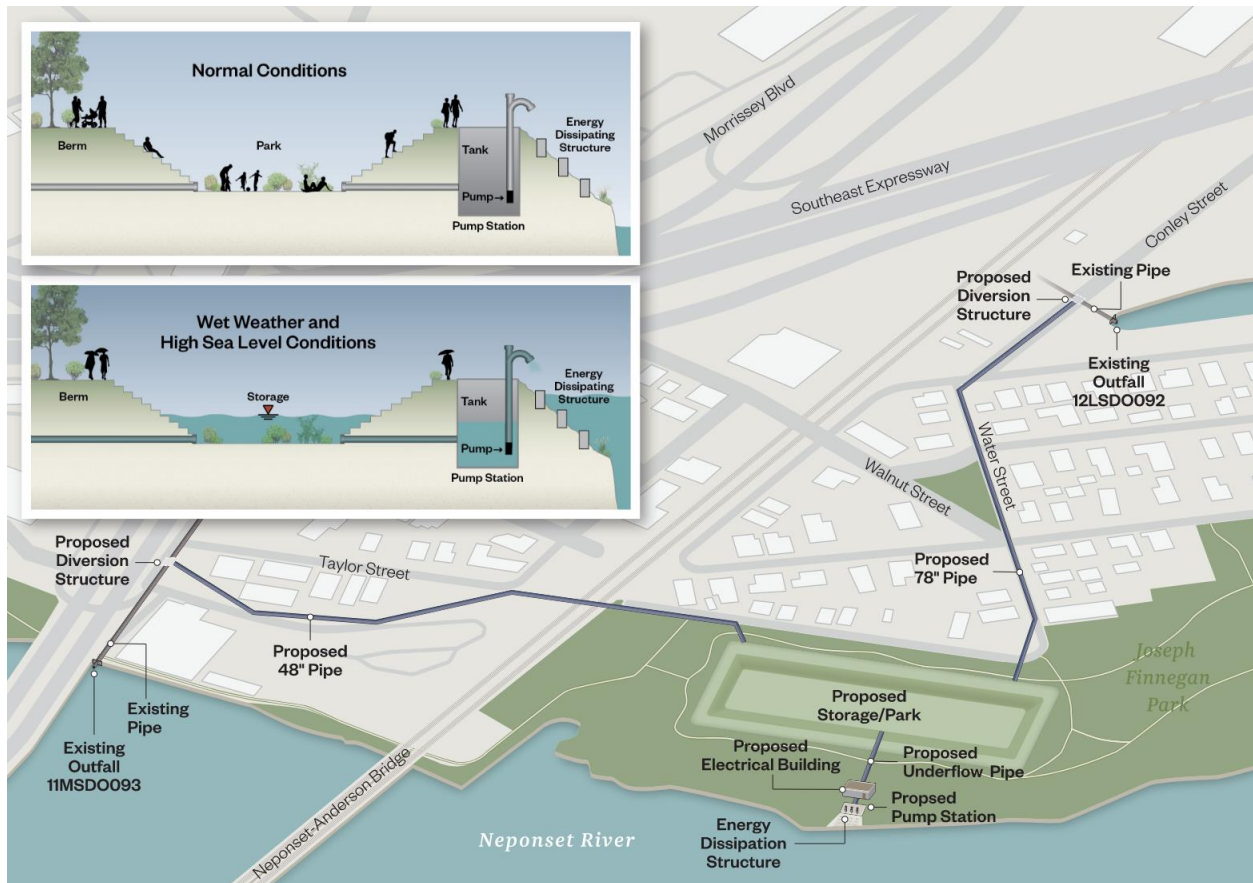 Normal Conditions
Berm
Park
Tank
Pump→
Pump Station
Energy
Dissipating
Structure
Wet Weather and
High Sea Level Conditions
Berm
Storage
Tank
Pump→
Pump Station
Energy
Dissipating
Structure
Morrissey Blvd
Southeast Expressway
Conley Street
Proposed
Diversion
Structure
Existing Pipe
Existing
Outfall
12LSDO092
Water Street
Walnut Street
Proposed
78" Pipe
Proposed
Diversion
Structure
Taylor Street
Proposed
48" Pipe
Existing
Pipe
Existing
Outfall
11MSDO093
Neponset-Anderson Bridge
Joseph
Finnegan
Park
Proposed
Storage/Park
Proposed
Electrical Building
Proposed
Underflow Pipe
Propsed
Pump Station
Energy
Dissipation
Structure
Neponset River